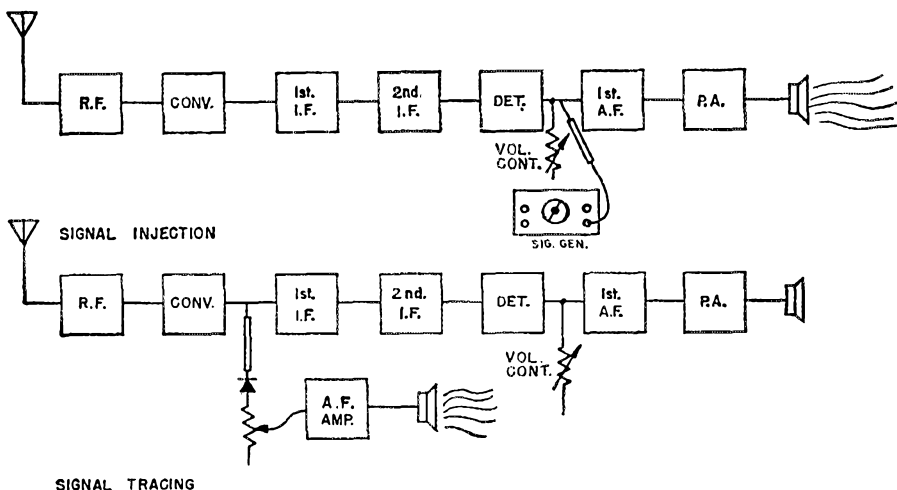 R.F.
CONV.
1st.
I.F.
2nd.
I.F.
DET.
1st.
A.F.
P.A.
VOL.
CONT.
SIG. GEN.
SIGNAL INJECTION
R.F.
CONV.
1st.
I.F.
2nd.
I.F.
DET.
1st.
A.F.
P.A.
VOL.
CONT.
A.F.
AMP.
SIGNAL TRACING